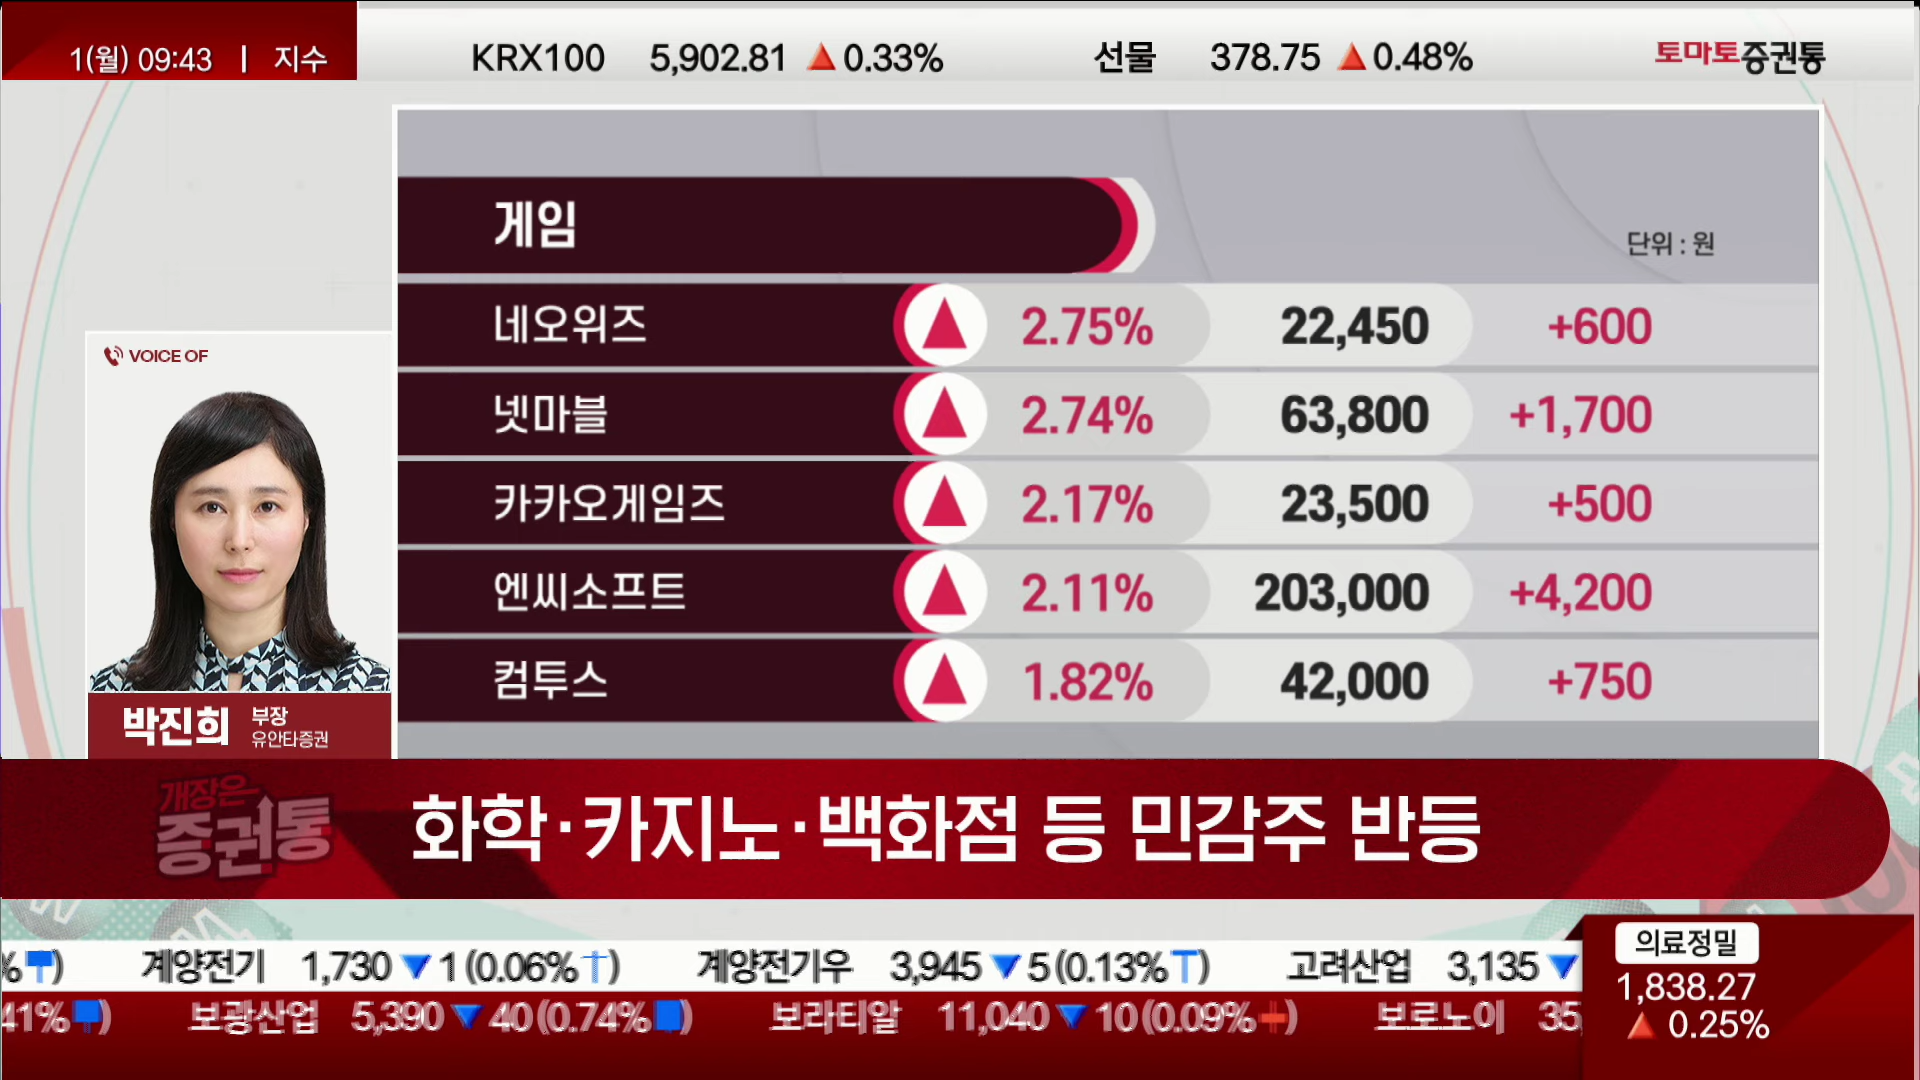 1(월) 09:43 | 지수 KRX100 5,902.81 ▲ 0.33% 선물 378.75 ▲ 0.48% 토마토증권통
게임
단위 : 원
네오위즈 ▲ 2.75% 22,450 +600
넷마블 ▲ 2.74% 63,800 +1,700
카카오게임즈 ▲ 2.17% 23,500 +500
엔씨소프트 ▲ 2.11% 203,000 +4,200
컴투스 ▲ 1.82% 42,000 +750
VOICE OF
박진희 부장
유안타증권
개장은
증권통
화학·카지노·백화점 등 민감주 반등
%) 계양전기 1,730 ▼ 1 (0.06%) 계양전기우 3,945 ▼ 5 (0.13%) 고려산업 3,135 ▼
41%) 보광산업 5,390 ▼ 40 (0.74%) 보라티알 11,040 ▼ 10 (0.09%) 보로노이 35,
의료정밀
1,838.27
▲ 0.25%